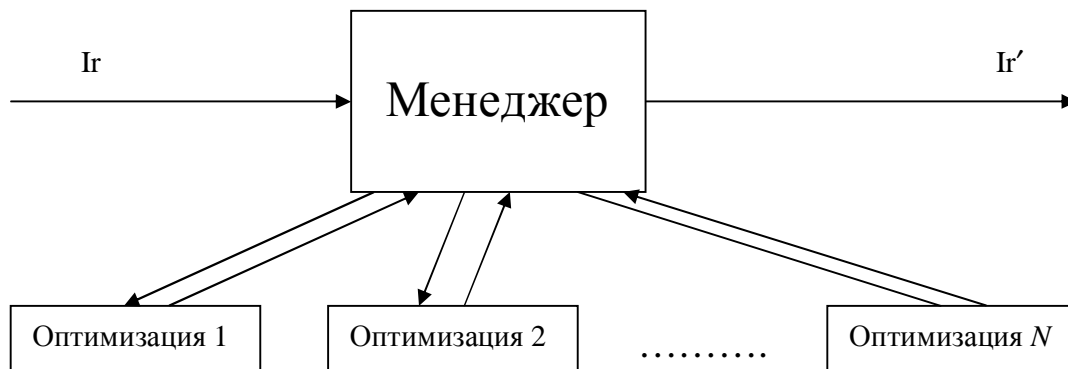 Ir
Ir′
Менеджер
Оптимизация 1
Оптимизация 2
..........
Оптимизация N